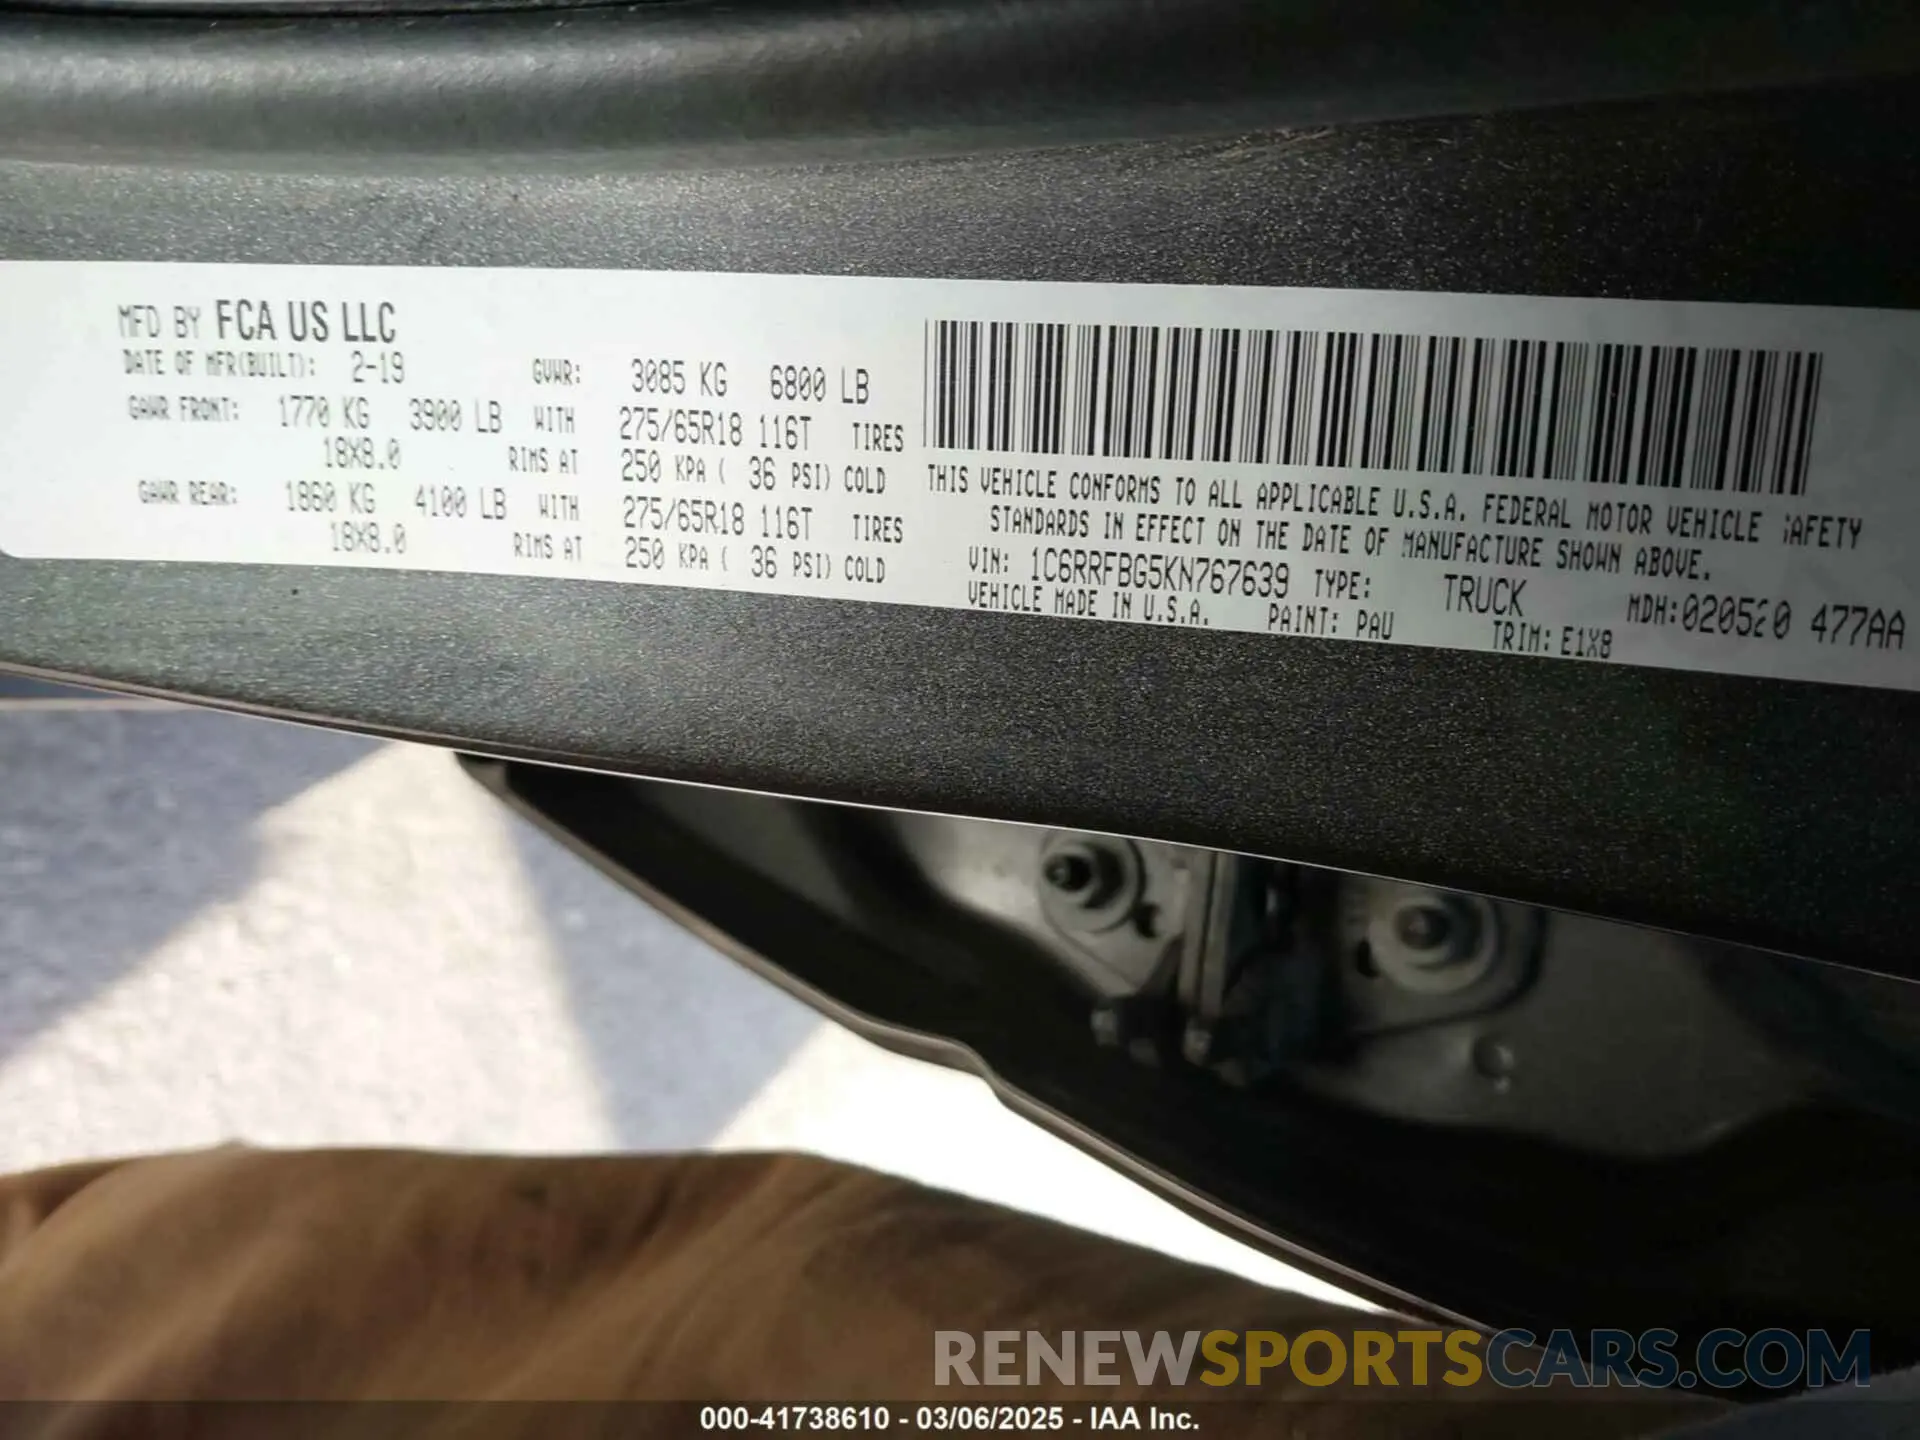 MFD BY FCA US LLC
DATE OF MFR(BUILT): 2-19 GVWR: 3085 KG 6800 LB
GAWR FRONT: 1770 KG 3900 LB WITH 275/65R18 116T TIRES
18X8.0 RIMS AT 250 KPA ( 36 PSI) COLD
GAWR REAR: 1860 KG 4100 LB WITH 275/65R18 116T TIRES
18X8.0 RIMS AT 250 KPA ( 36 PSI) COLD
THIS VEHICLE CONFORMS TO ALL APPLICABLE U.S.A. FEDERAL MOTOR VEHICLE SAFETY
STANDARDS IN EFFECT ON THE DATE OF MANUFACTURE SHOWN ABOVE.
VIN: 1C6RRFBG5KN767639 TYPE: TRUCK MDH:020520 477AA
VEHICLE MADE IN U.S.A. PAINT: PAU TRIM: E1X8
RENEWSPORTSCARS.COM
000-41738610 - 03/06/2025 - IAA Inc.